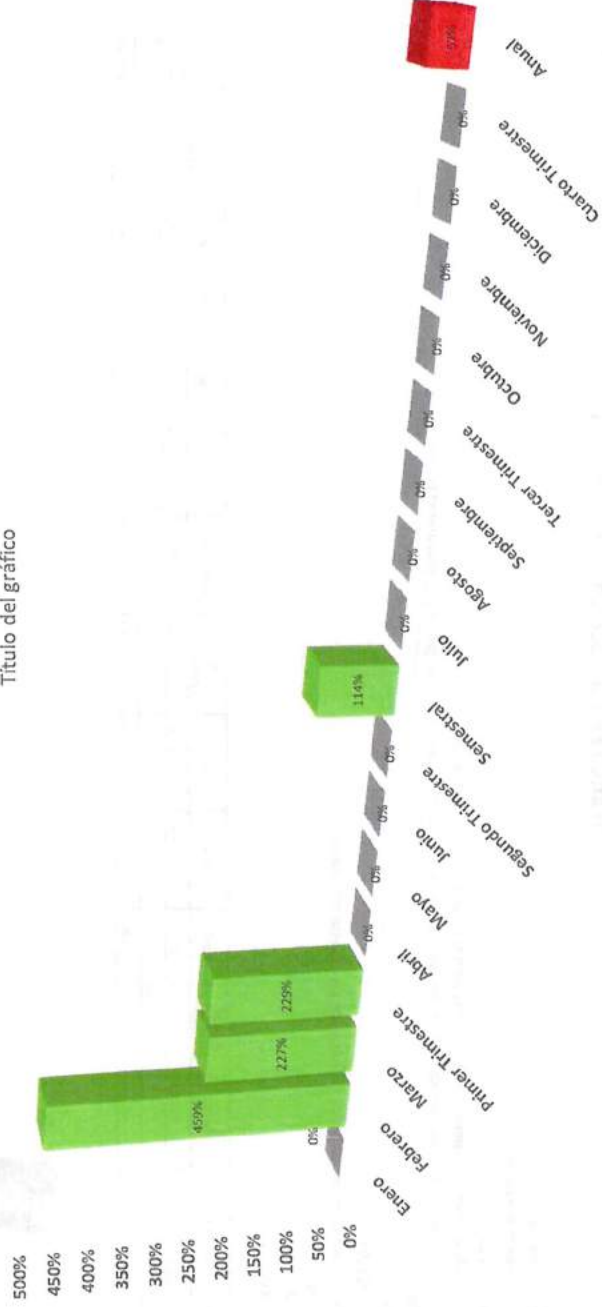 Título del gráfico
500%
450%
400%
350%
300%
250%
200%
150%
100%
50%
0%
0%
459%
227%
229%
0%
0%
0%
0%
114%
0%
0%
0%
0%
0%
0%
0%
0%
57%
Enero
Febrero
Marzo
Primer Trimestre
Abril
Mayo
Junio
Segundo Trimestre
Semestral
Julio
Agosto
Septiembre
Tercer Trimestre
Octubre
Noviembre
Diciembre
Cuarto Trimestre
Anual